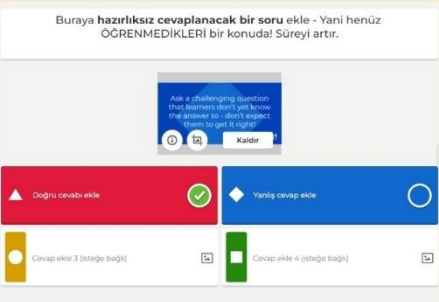 Buraya hazırlıksız cevaplanacak bir soru ekle - Yani henüz
ÖĞRENMEDİKLERİ bir konuda! Süreyi artır.
Ask a challenging question
that learners don't yet know
the answer to - don't expect
them to get it right!
Kaldır
Doğru cevabı ekle
Yanlış cevap ekle
Cevap ekle 3 (isteğe bağlı)
Cevap ekle 4 (isteğe bağlı)